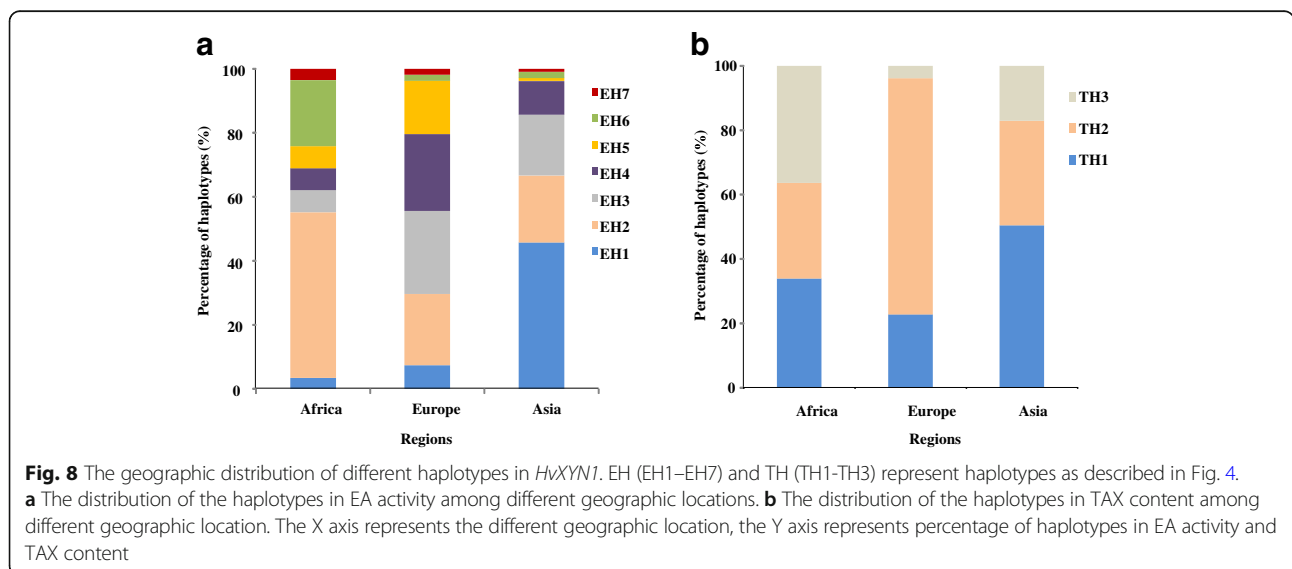 a
100
80
60
40
20
0
Percentage of haplotypes (%)
Africa Europe Asia
Regions
EH7
EH6
EH5
EH4
EH3
EH2
EH1
b
100
80
60
40
20
0
Percentage of haplotypes (%)
Africa Europe Asia
Regions
TH3
TH2
TH1
Fig. 8 The geographic distribution of different haplotypes in HvXYN1. EH (EH1–EH7) and TH (TH1-TH3) represent haplotypes as described in Fig. 4.
a The distribution of the haplotypes in EA activity among different geographic locations. b The distribution of the haplotypes in TAX content among
different geographic location. The X axis represents the different geographic location, the Y axis represents percentage of haplotypes in EA activity and
TAX content